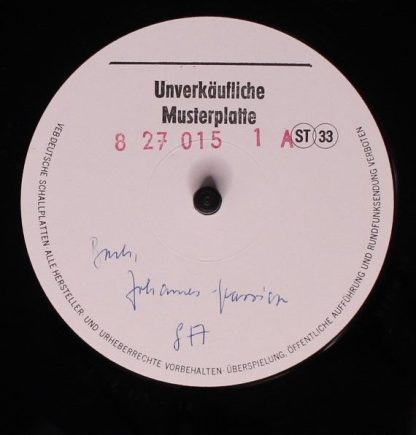 Unverkäufliche
Musterplatte
8 27 015 1 A ST 33
Bach,
Johannes passion
VEB DEUTSCHE SCHALLPLATTEN · ALLE HERSTELLER- UND URHEBERRECHTE VORBEHALTEN · ÜBERSPIELUNG, ÖFFENTLICHE AUFFÜHRUNG UND RUNDFUNKSENDUNG VERBOTEN